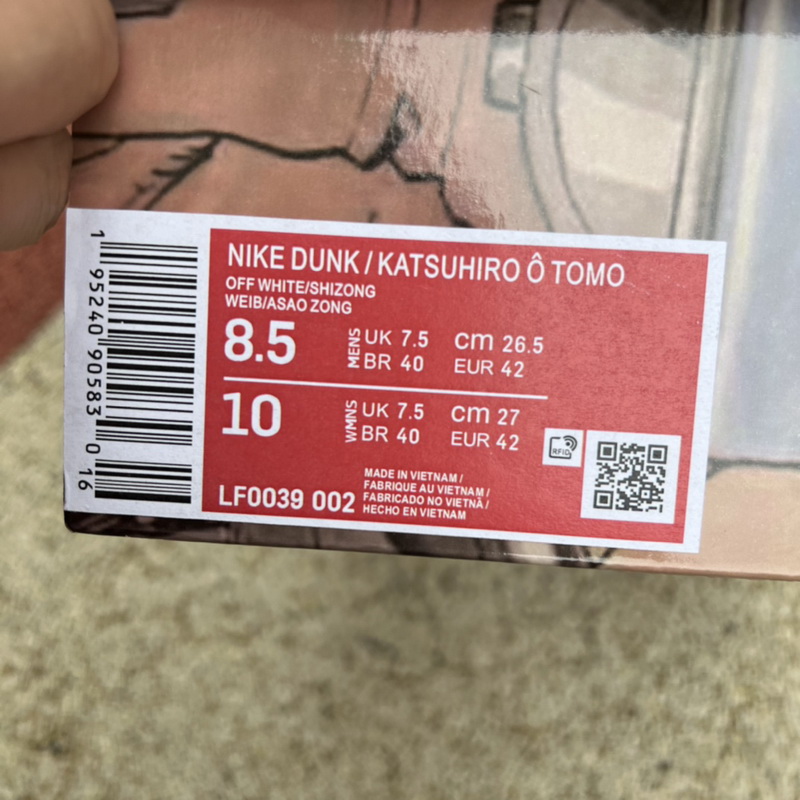 NIKE DUNK / KATSUHIRO Ô TOMO
OFF WHITE/SHIZONG
WEIB/ASAO ZONG
8.5
MENS
UK 7.5 cm 26.5
BR 40 EUR 42
10
WMNS
UK 7.5 cm 27
BR 40 EUR 42
RFID
LF0039 002
MADE IN VIETNAM /
FABRIQUE AU VIETNAM /
FABRICADO NO VIETNÃ /
HECHO EN VIETNAM
1 95240 90583 0 16